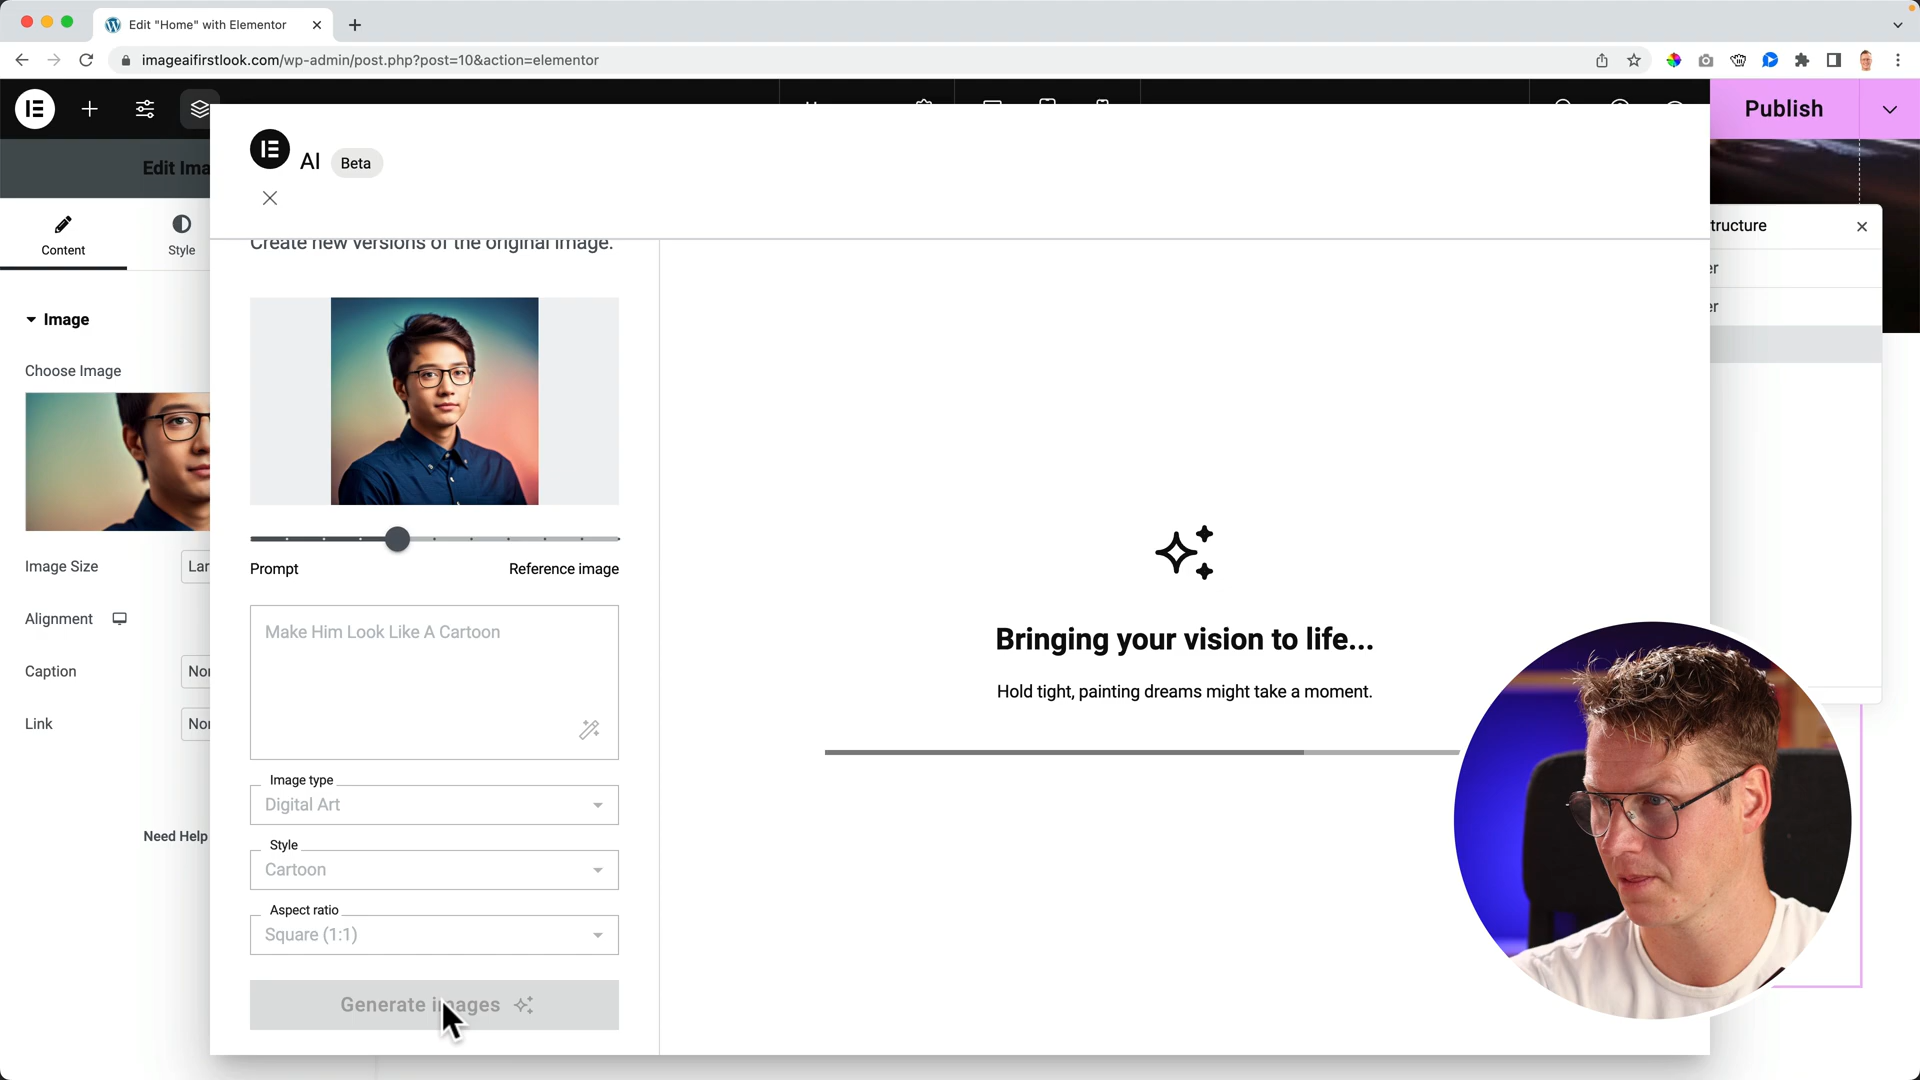 Edit "Home" with Elementor
imageaifirstlook.com/wp-admin/post.php?post=10&action=elementor
Publish
AI Beta
Edit Ima
Content
Style
Create new versions of the original image.
tructure
er
er
Image
Choose Image
Image Size
Lar
Alignment
Caption
Nor
Link
Nor
Need Help
Prompt
Reference image
Make Him Look Like A Cartoon
Image type
Digital Art
Style
Cartoon
Aspect ratio
Square (1:1)
Generate images
Bringing your vision to life...
Hold tight, painting dreams might take a moment.